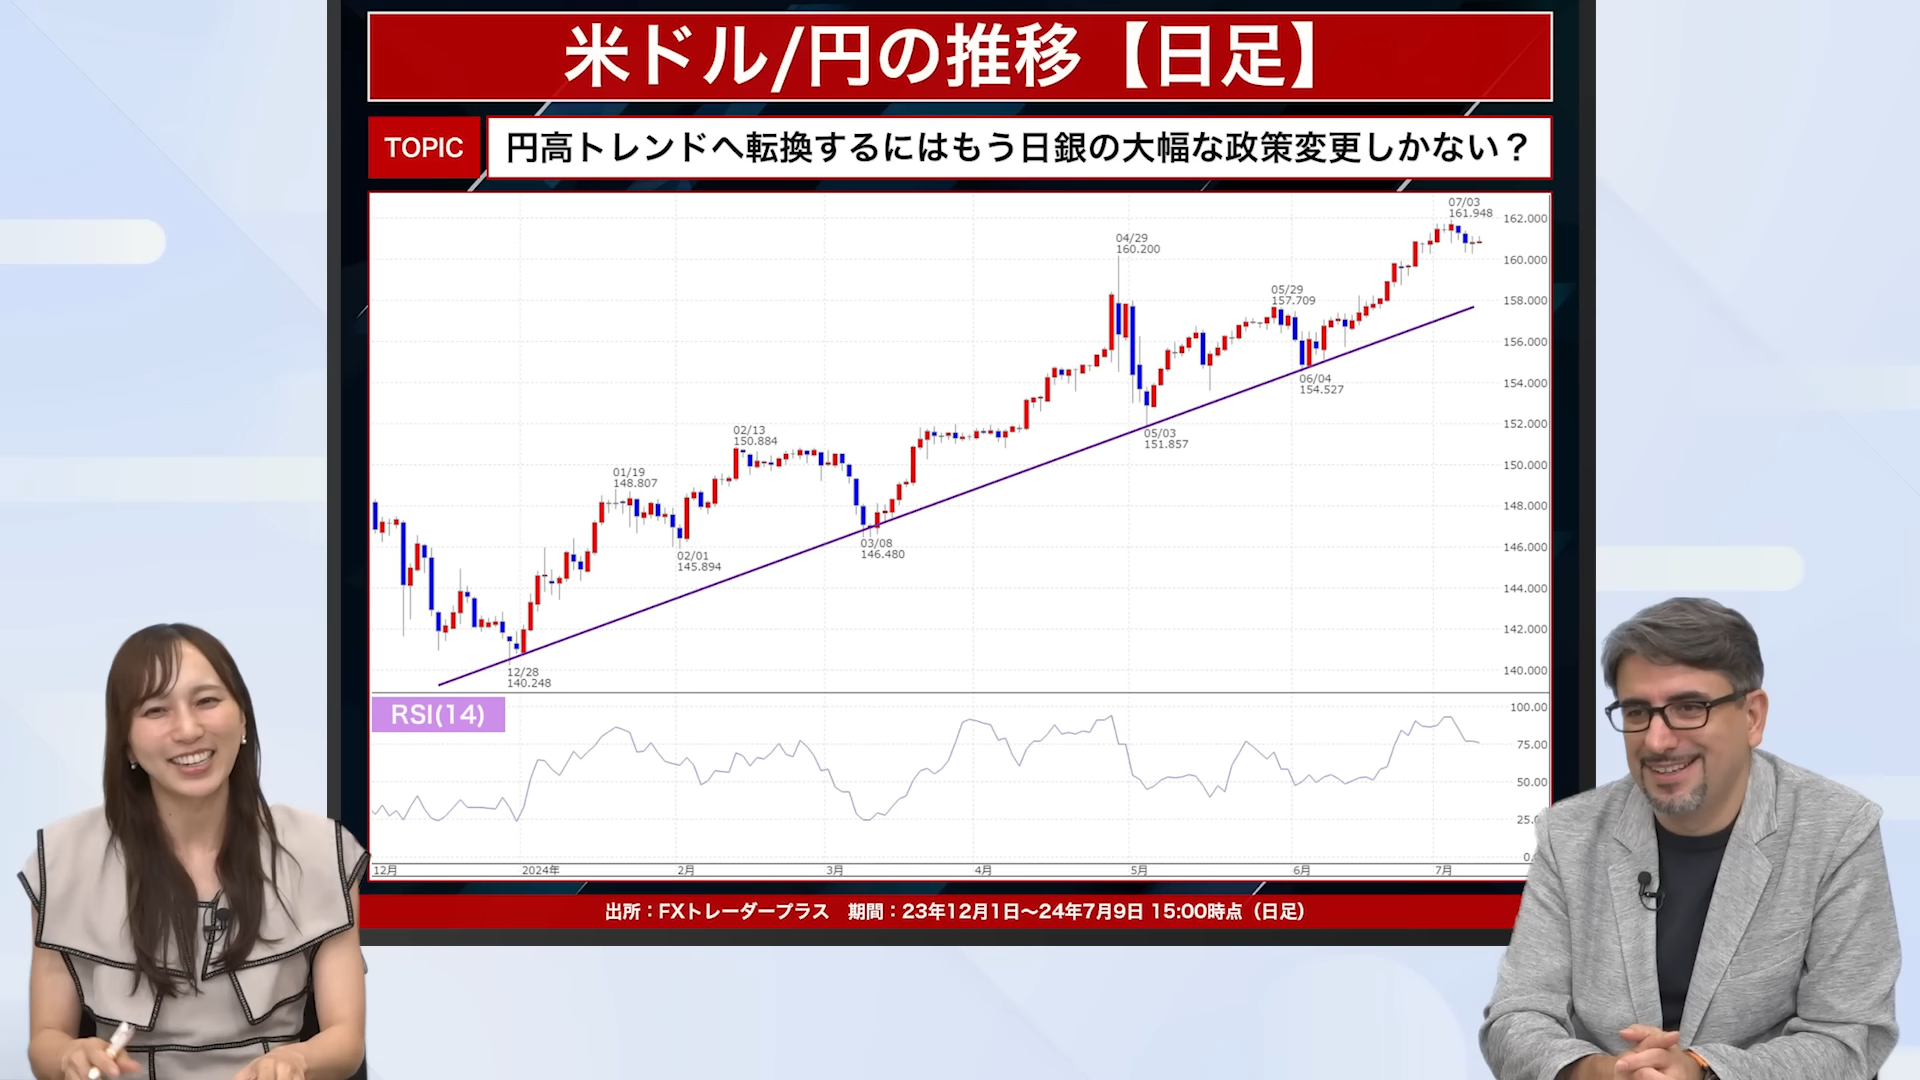 米ドル/円の推移【日足】
TOPIC
円高トレンドへ転換するにはもう日銀の大幅な政策変更しかない？
07/03
161.948
162.000
04/29
160.200
160.000
05/29
157.709
158.000
156.000
06/04
154.527
154.000
02/13
150.884
05/03
151.857
152.000
01/19
148.807
150.000
148.000
03/08
146.480
146.000
02/01
145.894
144.000
142.000
12/28
140.248
140.000
RSI(14)
100.00
75.00
50.00
12月
2024年
2月
3月
4月
5月
6月
7月
出所：FXトレーダープラス　期間：23年12月1日〜24年7月9日 15:00時点（日足）